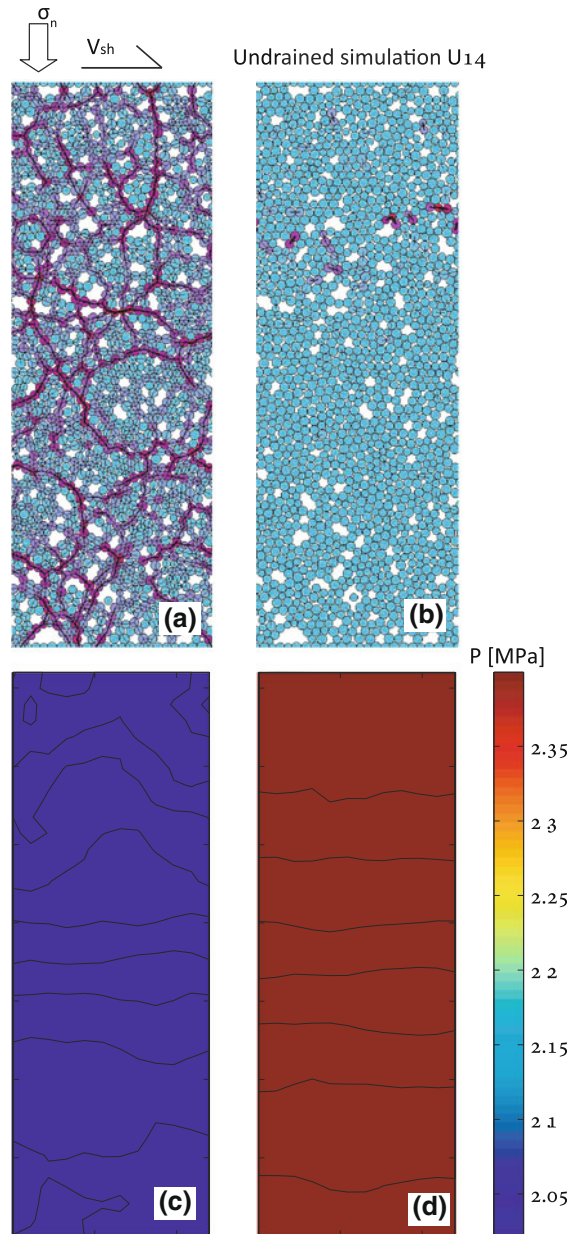 σn
Vsh
Undrained simulation U14
(a)
(b)
P [MPa]
2.35
2.3
2.25
2.2
2.15
2.1
2.05
(c)
(d)